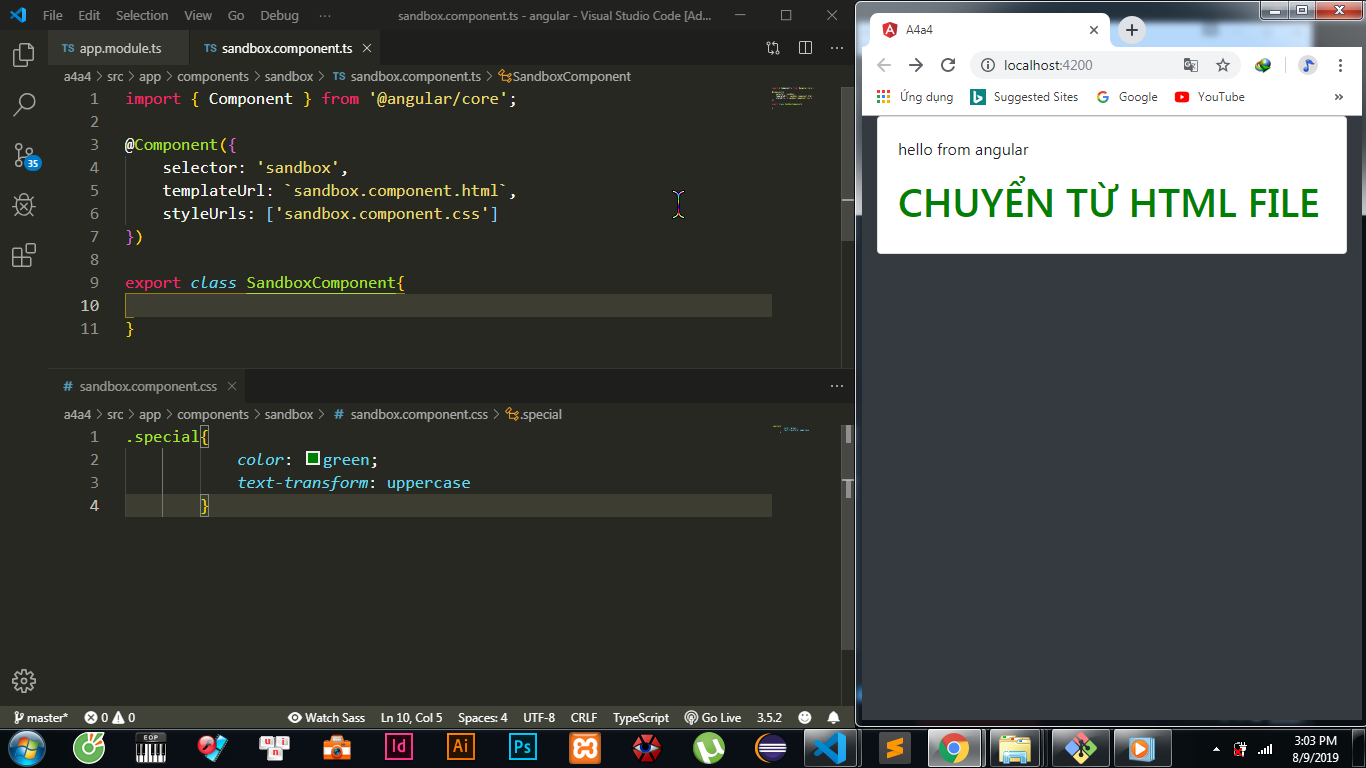 File Edit Selection View Go Debug ··· sandbox.component.ts - angular - Visual Studio Code [Ad...
TS app.module.ts TS sandbox.component.ts
a4a4 > src > app > components > sandbox > TS sandbox.component.ts > SandboxComponent
1 import { Component } from '@angular/core';
2
3 @Component({
4 selector: 'sandbox',
5 templateUrl: `sandbox.component.html`,
6 styleUrls: ['sandbox.component.css']
7 })
8
9 export class SandboxComponent{
10
11 }
# sandbox.component.css
a4a4 > src > app > components > sandbox > # sandbox.component.css > .special
1 .special{
2 color: green;
3 text-transform: uppercase
4 }
35
master* 0 0 Watch Sass Ln 10, Col 5 Spaces: 4 UTF-8 CRLF TypeScript Go Live 3.5.2
A4a4
localhost:4200
Ứng dụng Suggested Sites Google YouTube »
hello from angular
CHUYỂN TỪ HTML FILE
EOP
u n i n
Id Ai Ps
3:03 PM
8/9/2019